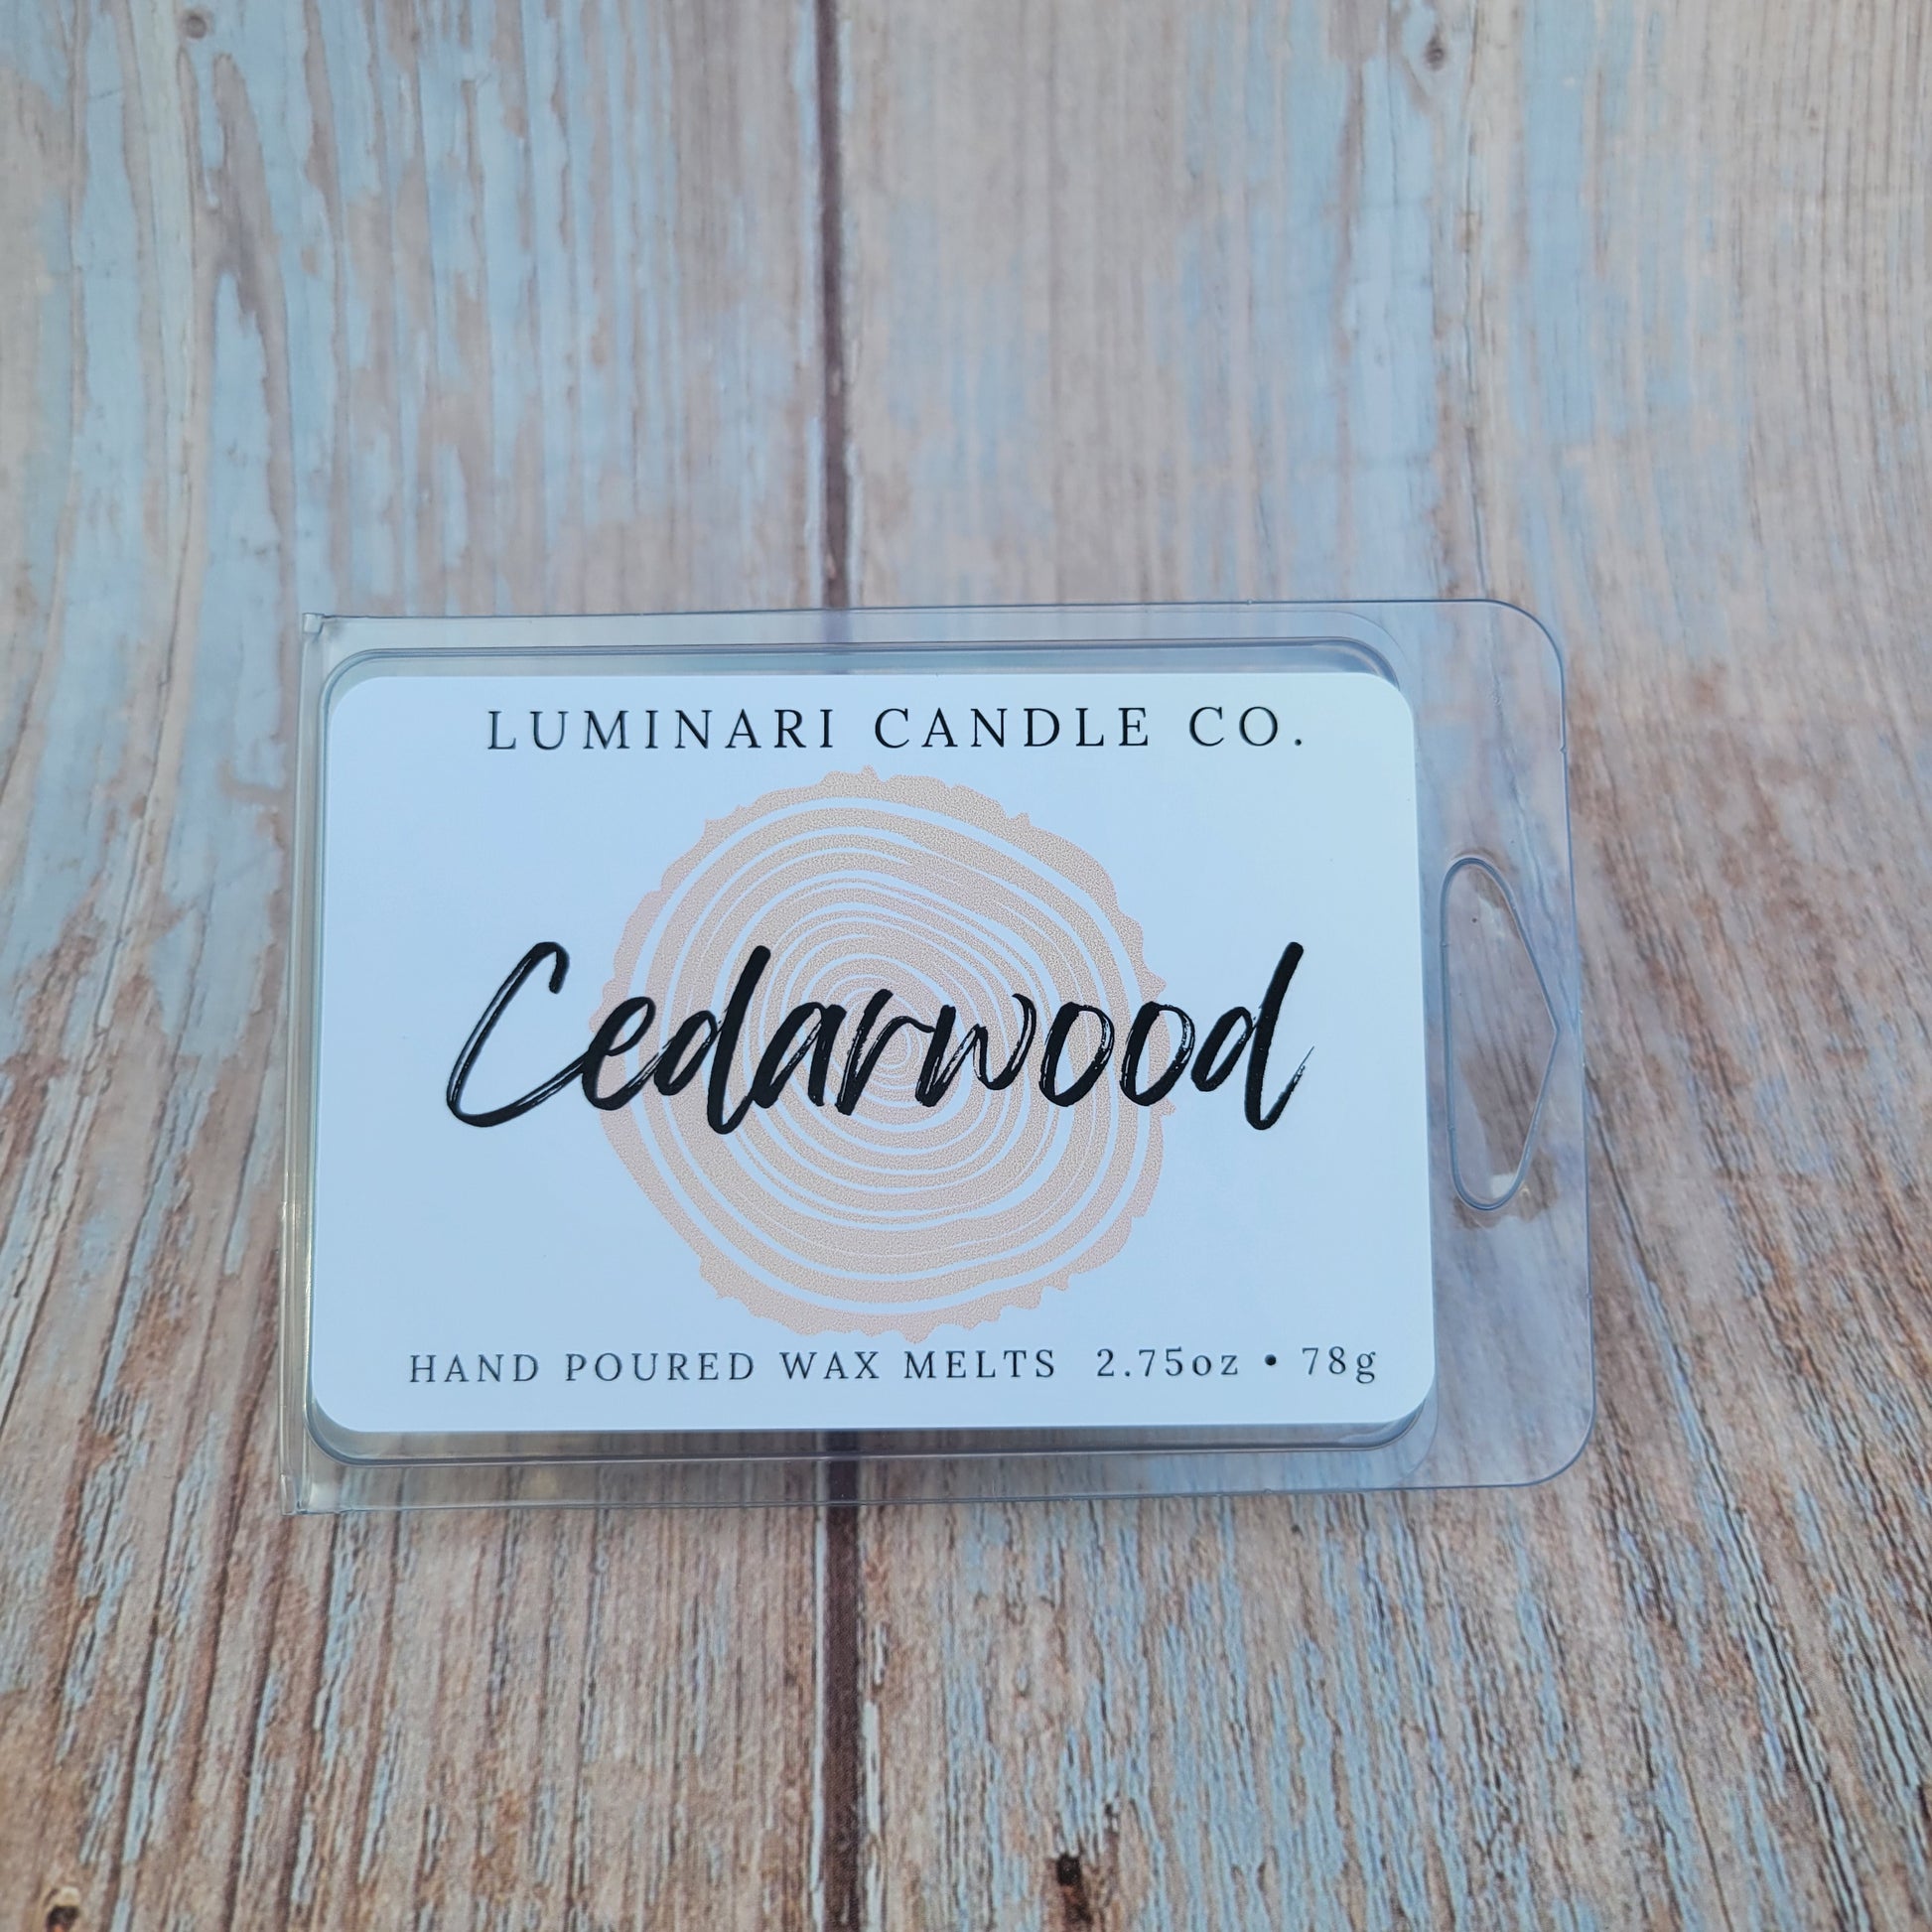 LUMINARI CANDLE CO.
Cedarwood
HAND POURED WAX MELTS 2.75oz • 78g